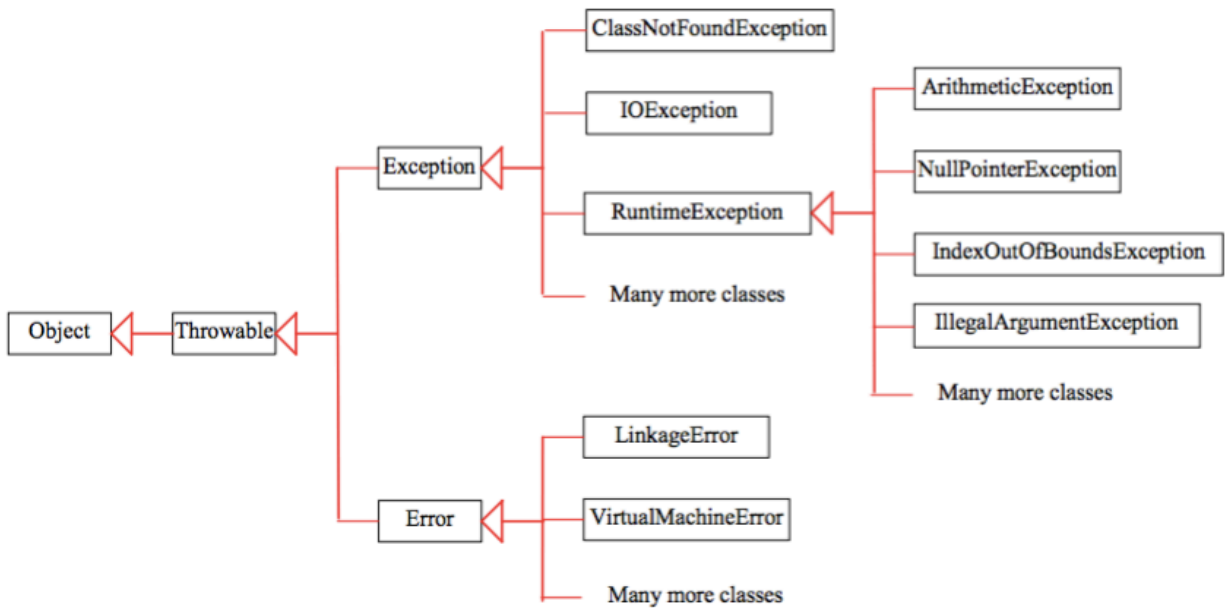 ClassNotFoundException
ArithmeticException
IOException
Exception
NullPointerException
RuntimeException
IndexOutOfBoundsException
Many more classes
IllegalArgumentException
Object
Throwable
Many more classes
LinkageError
Error
VirtualMachineError
Many more classes